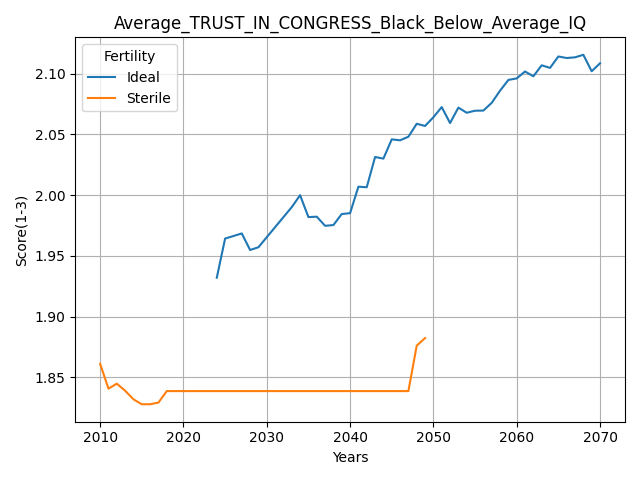 Average_TRUST_IN_CONGRESS_Black_Below_Average_IQ
Fertility
Ideal
Sterile
Score(1-3)
2.10
2.05
2.00
1.95
1.90
1.85
2010 2020 2030 2040 2050 2060 2070
Years